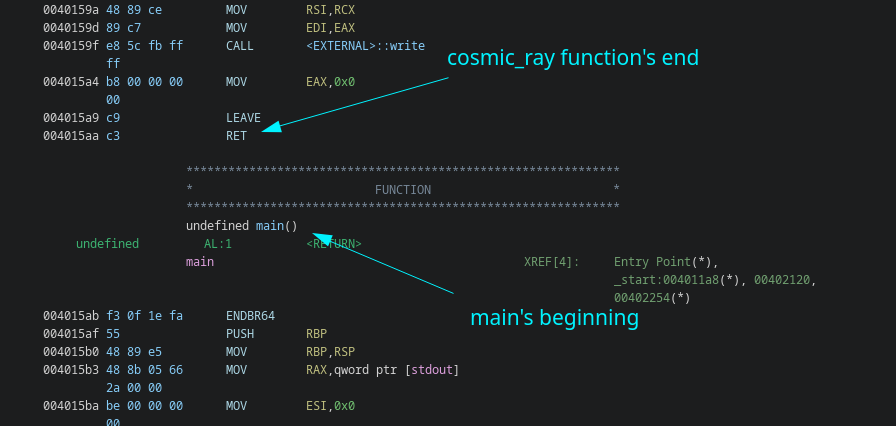 0040159a 48 89 ce MOV RSI,RCX
0040159d 89 c7 MOV EDI,EAX
0040159f e8 5c fb ff CALL <EXTERNAL>::write
ff
cosmic_ray function's end
004015a4 b8 00 00 00 MOV EAX,0x0
00
004015a9 c9 LEAVE
004015aa c3 RET
**************************************************************
* FUNCTION *
**************************************************************
undefined main()
undefined AL:1 <RETURN>
main XREF[4]: Entry Point(*),
_start:004011a8(*), 00402120,
00402254(*)
main's beginning
004015ab f3 0f 1e fa ENDBR64
004015af 55 PUSH RBP
004015b0 48 89 e5 MOV RBP,RSP
004015b3 48 8b 05 66 MOV RAX,qword ptr [stdout]
2a 00 00
004015ba be 00 00 00 MOV ESI,0x0
00